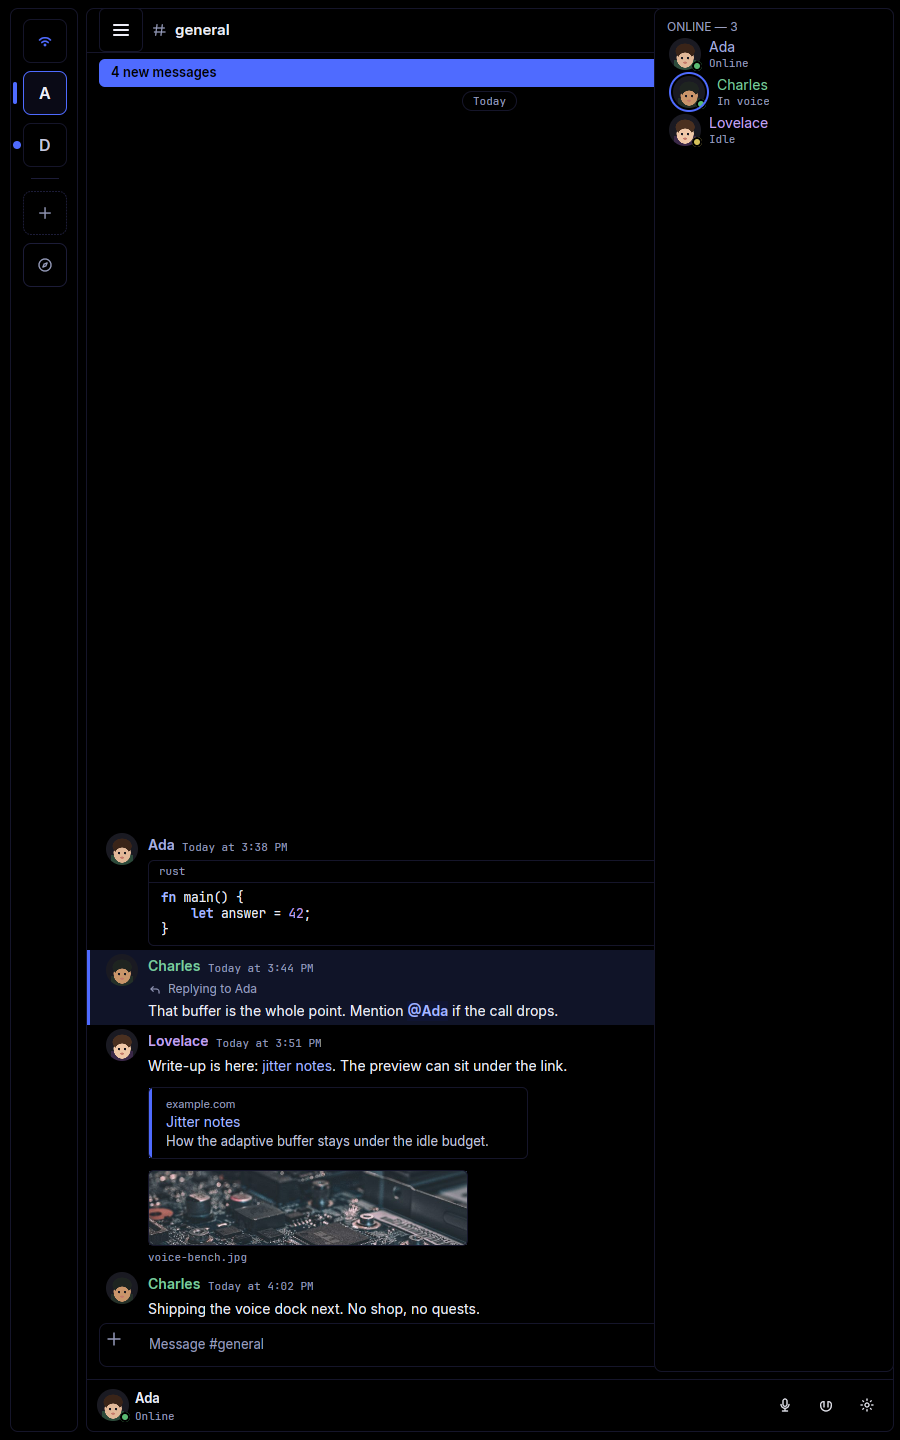 A
D
# general
4 new messages
Today
Ada Today at 3:38 PM
rust
fn main() {
    let answer = 42;
}
Charles Today at 3:44 PM
Replying to Ada
That buffer is the whole point. Mention @Ada if the call drops.
Lovelace Today at 3:51 PM
Write-up is here: jitter notes. The preview can sit under the link.
example.com
Jitter notes
How the adaptive buffer stays under the idle budget.
voice-bench.jpg
Charles Today at 4:02 PM
Shipping the voice dock next. No shop, no quests.
Message #general
Ada
Online
ONLINE — 3
Ada
Online
Charles
In voice
Lovelace
Idle